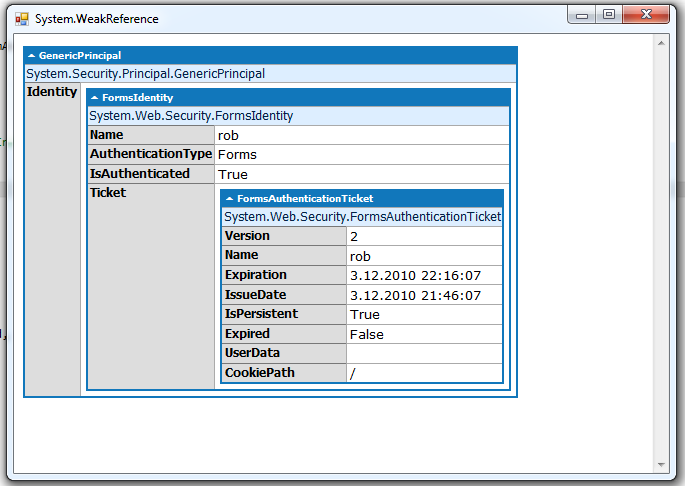 System.WeakReference
GenericPrincipal
System.Security.Principal.GenericPrincipal
Identity
FormsIdentity
System.Web.Security.FormsIdentity
Name rob
AuthenticationType Forms
IsAuthenticated True
Ticket
FormsAuthenticationTicket
System.Web.Security.FormsAuthenticationTicket
Version 2
Name rob
Expiration 3.12.2010 22:16:07
IssueDate 3.12.2010 21:46:07
IsPersistent True
Expired False
UserData
CookiePath /